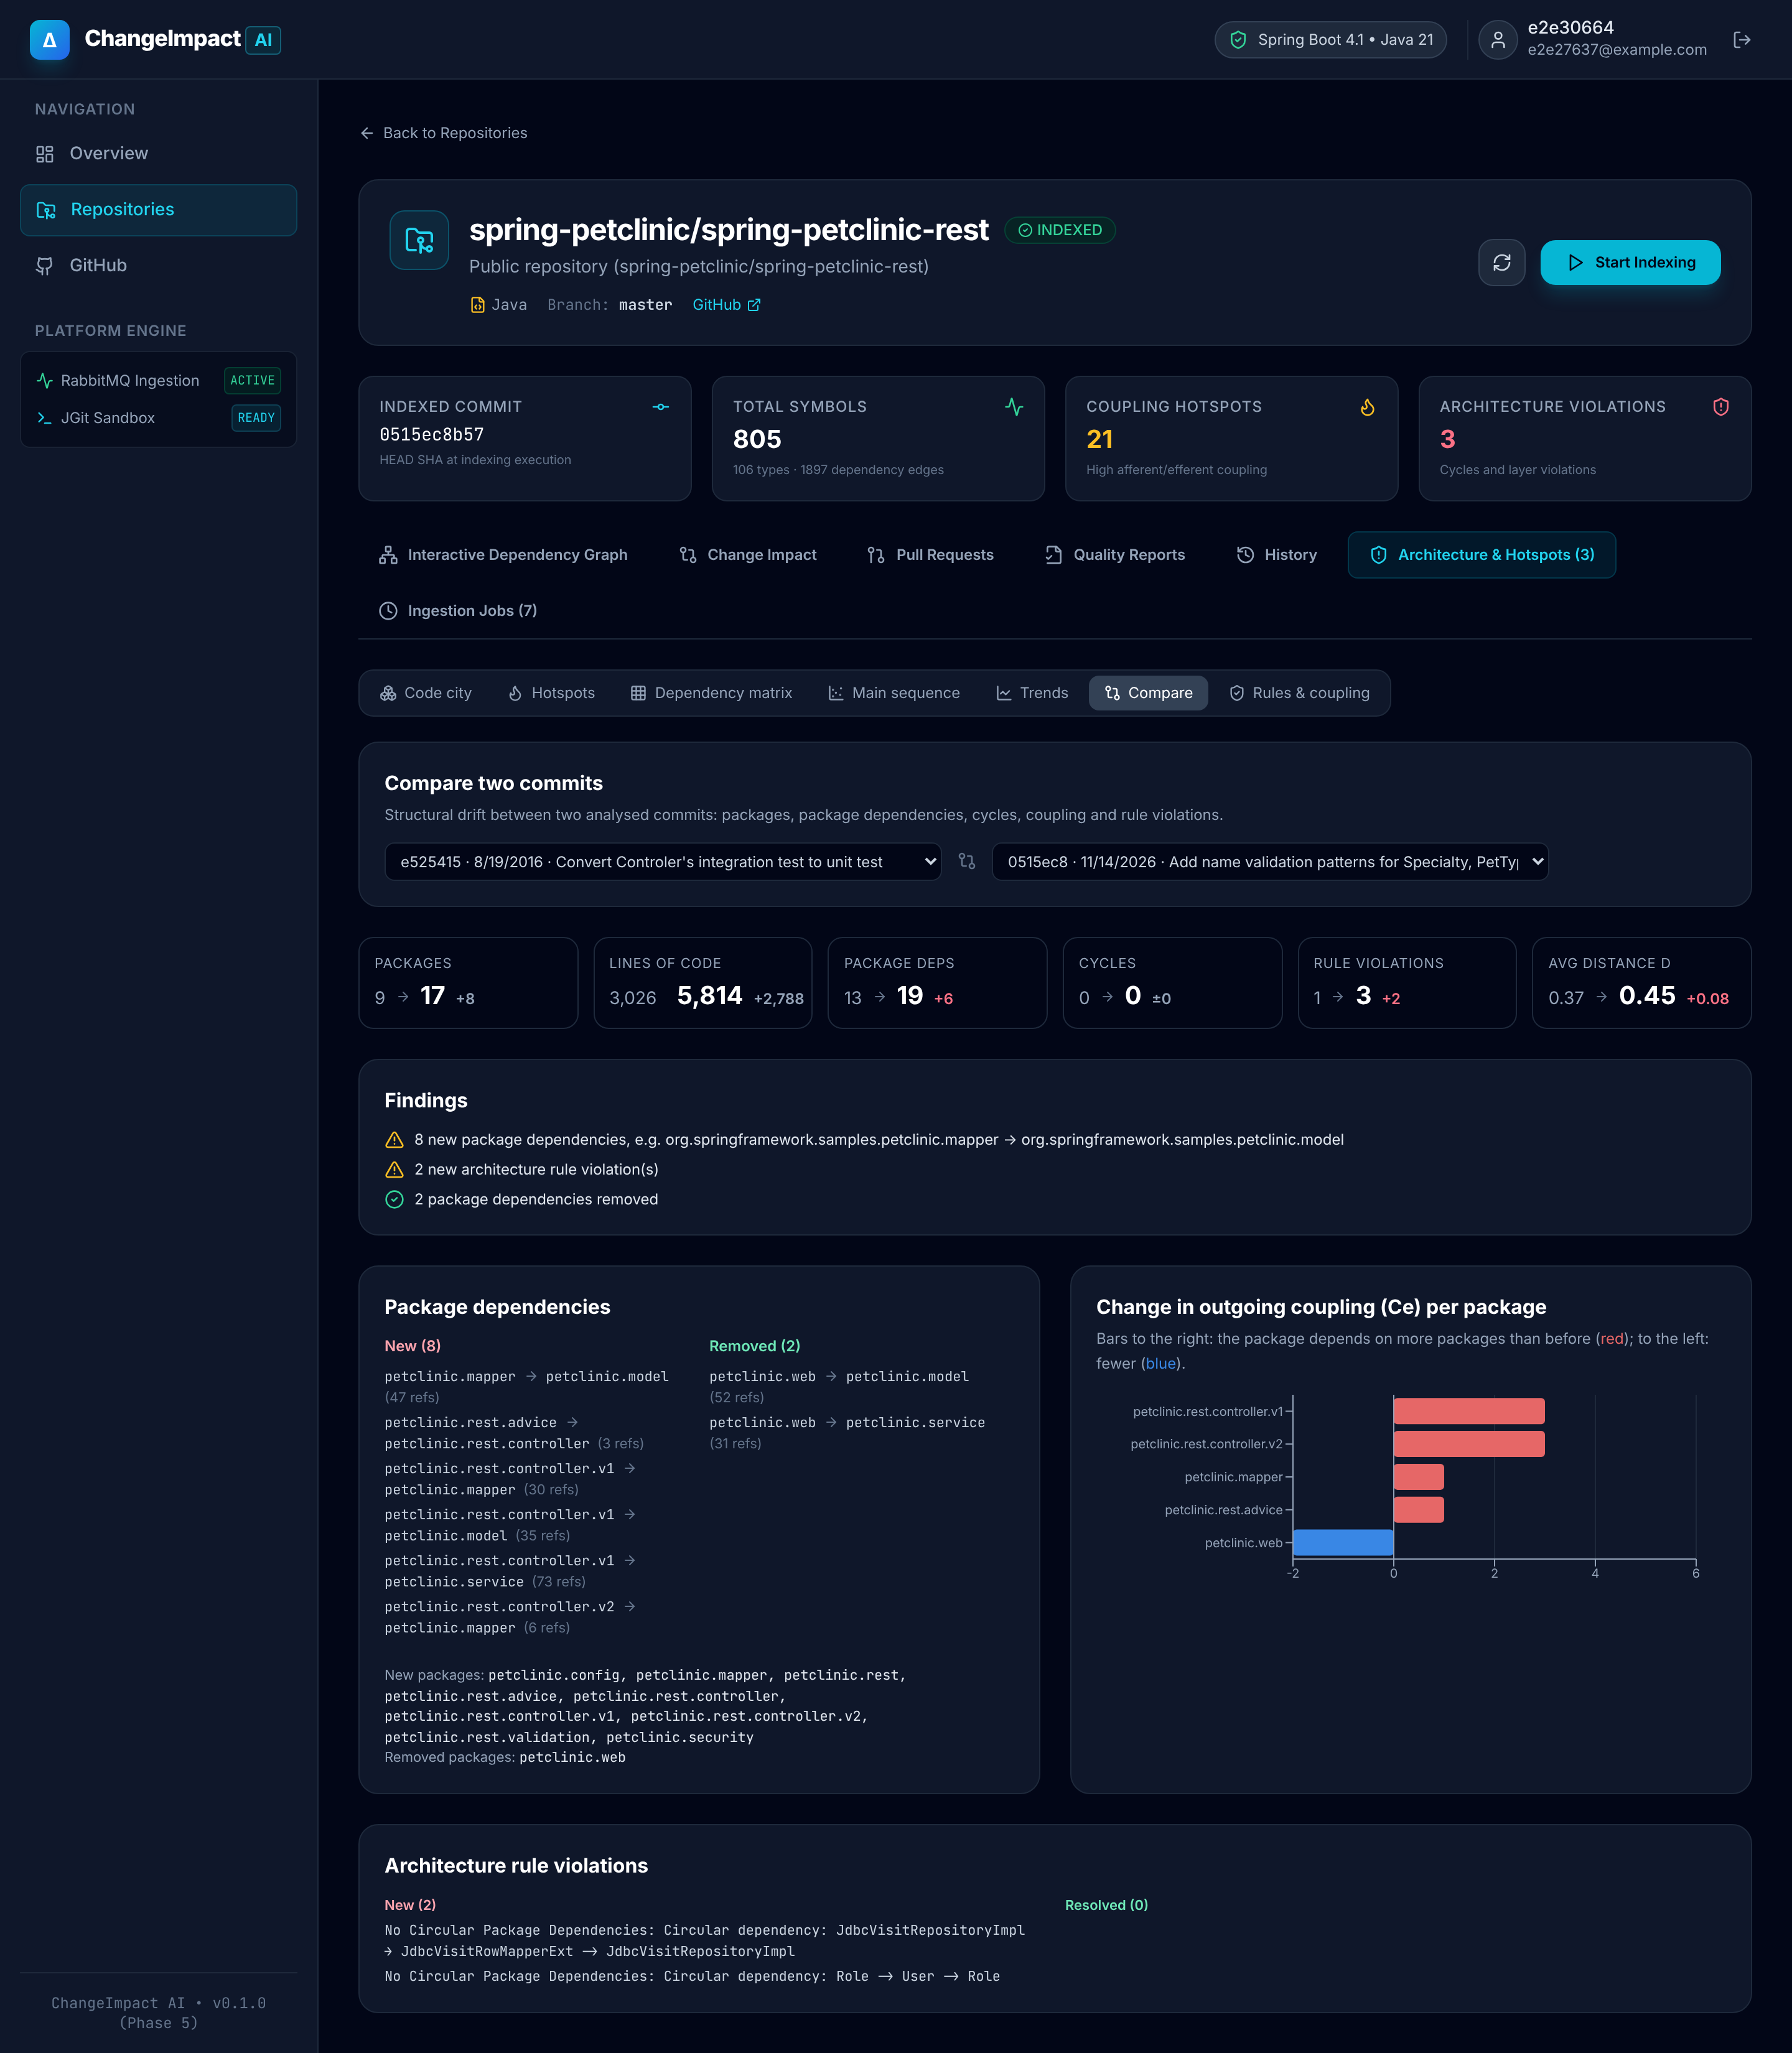 Δ ChangeImpact AI
Spring Boot 4.1 • Java 21
e2e30664
e2e27637@example.com
NAVIGATION
Overview
Repositories
GitHub
PLATFORM ENGINE
RabbitMQ Ingestion ACTIVE
JGit Sandbox READY
ChangeImpact AI • v0.1.0
(Phase 5)
← Back to Repositories
spring-petclinic/spring-petclinic-rest INDEXED
Public repository (spring-petclinic/spring-petclinic-rest)
Java Branch: master GitHub
Start Indexing
INDEXED COMMIT
0515ec8b57
HEAD SHA at indexing execution
TOTAL SYMBOLS
805
106 types · 1897 dependency edges
COUPLING HOTSPOTS
21
High afferent/efferent coupling
ARCHITECTURE VIOLATIONS
3
Cycles and layer violations
Interactive Dependency Graph
Change Impact
Pull Requests
Quality Reports
History
Architecture & Hotspots (3)
Ingestion Jobs (7)
Code city
Hotspots
Dependency matrix
Main sequence
Trends
Compare
Rules & coupling
Compare two commits
Structural drift between two analysed commits: packages, package dependencies, cycles, coupling and rule violations.
e525415 · 8/19/2016 · Convert Controler's integration test to unit test
0515ec8 · 11/14/2026 · Add name validation patterns for Specialty, PetTyp
PACKAGES
9 → 17 +8
LINES OF CODE
3,026 5,814 +2,788
PACKAGE DEPS
13 → 19 +6
CYCLES
0 → 0 ±0
RULE VIOLATIONS
1 → 3 +2
AVG DISTANCE D
0.37 → 0.45 +0.08
Findings
8 new package dependencies, e.g. org.springframework.samples.petclinic.mapper → org.springframework.samples.petclinic.model
2 new architecture rule violation(s)
2 package dependencies removed
Package dependencies
New (8)
petclinic.mapper → petclinic.model
(47 refs)
petclinic.rest.advice →
petclinic.rest.controller (3 refs)
petclinic.rest.controller.v1 →
petclinic.mapper (30 refs)
petclinic.rest.controller.v1 →
petclinic.model (35 refs)
petclinic.rest.controller.v1 →
petclinic.service (73 refs)
petclinic.rest.controller.v2 →
petclinic.mapper (6 refs)
Removed (2)
petclinic.web → petclinic.model
(52 refs)
petclinic.web → petclinic.service
(31 refs)
New packages: petclinic.config, petclinic.mapper, petclinic.rest,
petclinic.rest.advice, petclinic.rest.controller,
petclinic.rest.controller.v1, petclinic.rest.controller.v2,
petclinic.rest.validation, petclinic.security
Removed packages: petclinic.web
Change in outgoing coupling (Ce) per package
Bars to the right: the package depends on more packages than before (red); to the left:
fewer (blue).
petclinic.rest.controller.v1
petclinic.rest.controller.v2
petclinic.mapper
petclinic.rest.advice
petclinic.web
-2 0 2 4 6
Architecture rule violations
New (2)
No Circular Package Dependencies: Circular dependency: JdbcVisitRepositoryImpl
→ JdbcVisitRowMapperExt → JdbcVisitRepositoryImpl
No Circular Package Dependencies: Circular dependency: Role → User → Role
Resolved (0)